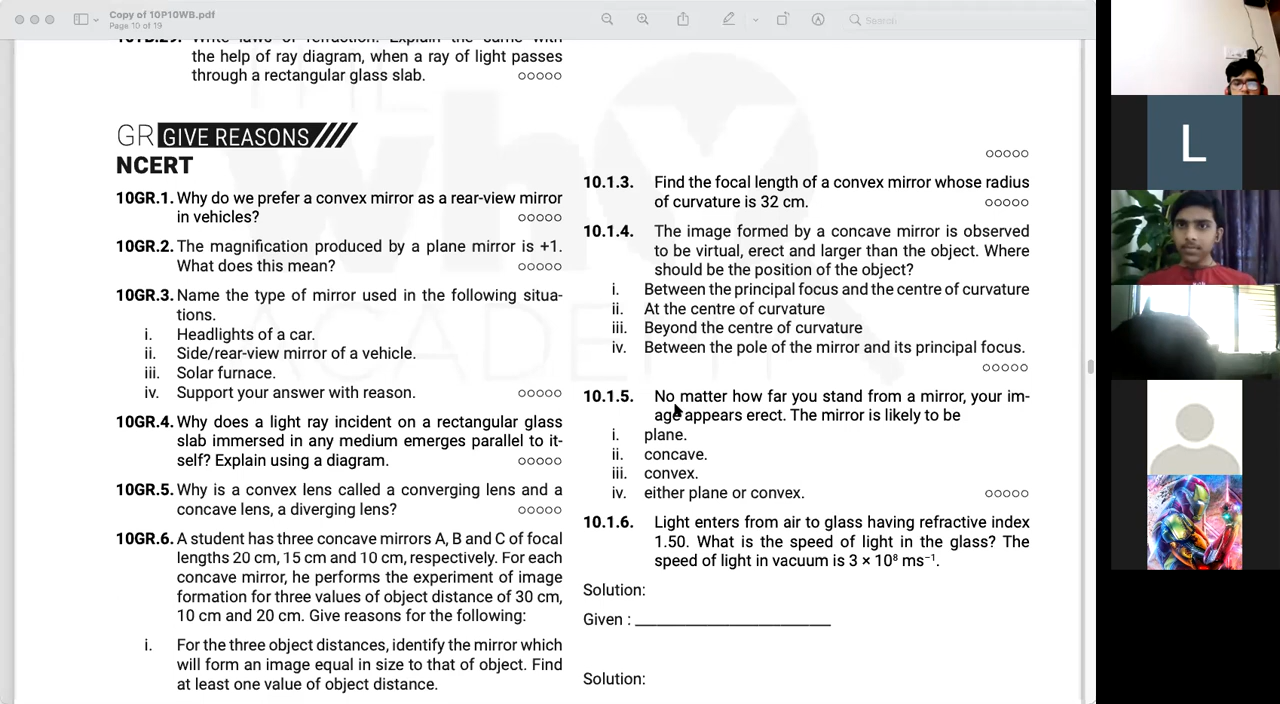 Copy of 10P10WB.pdf
Page 10 of 19
Search
10TB.29. Write laws of refraction. Explain the same with
the help of ray diagram, when a ray of light passes
through a rectangular glass slab. ○○○○○
GR GIVE REASONS
NCERT
10GR.1. Why do we prefer a convex mirror as a rear-view mirror
in vehicles? ○○○○○
10GR.2. The magnification produced by a plane mirror is +1.
What does this mean? ○○○○○
10GR.3. Name the type of mirror used in the following situa-
tions.
i. Headlights of a car.
ii. Side/rear-view mirror of a vehicle.
iii. Solar furnace.
iv. Support your answer with reason. ○○○○○
10GR.4. Why does a light ray incident on a rectangular glass
slab immersed in any medium emerges parallel to it-
self? Explain using a diagram. ○○○○○
10GR.5. Why is a convex lens called a converging lens and a
concave lens, a diverging lens? ○○○○○
10GR.6. A student has three concave mirrors A, B and C of focal
lengths 20 cm, 15 cm and 10 cm, respectively. For each
concave mirror, he performs the experiment of image
formation for three values of object distance of 30 cm,
10 cm and 20 cm. Give reasons for the following:
i. For the three object distances, identify the mirror which
will form an image equal in size to that of object. Find
at least one value of object distance.
○○○○○
10.1.3. Find the focal length of a convex mirror whose radius
of curvature is 32 cm. ○○○○○
10.1.4. The image formed by a concave mirror is observed
to be virtual, erect and larger than the object. Where
should be the position of the object?
i. Between the principal focus and the centre of curvature
ii. At the centre of curvature
iii. Beyond the centre of curvature
iv. Between the pole of the mirror and its principal focus.
○○○○○
10.1.5. No matter how far you stand from a mirror, your im-
age appears erect. The mirror is likely to be
i. plane.
ii. concave.
iii. convex.
iv. either plane or convex. ○○○○○
10.1.6. Light enters from air to glass having refractive index
1.50. What is the speed of light in the glass? The
speed of light in vacuum is 3 × 10⁸ ms⁻¹.
Solution:
Given : ______________________
Solution:
THE
WhY
ACADEMY
L